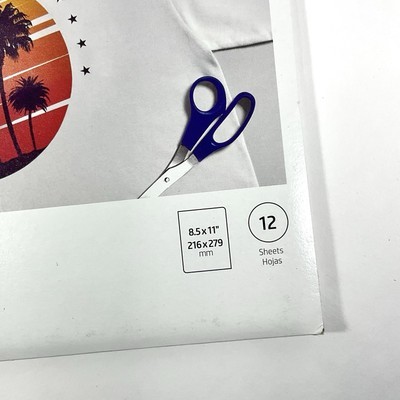 8.5 x 11"
216 x 279
mm
12
Sheets
Hojas